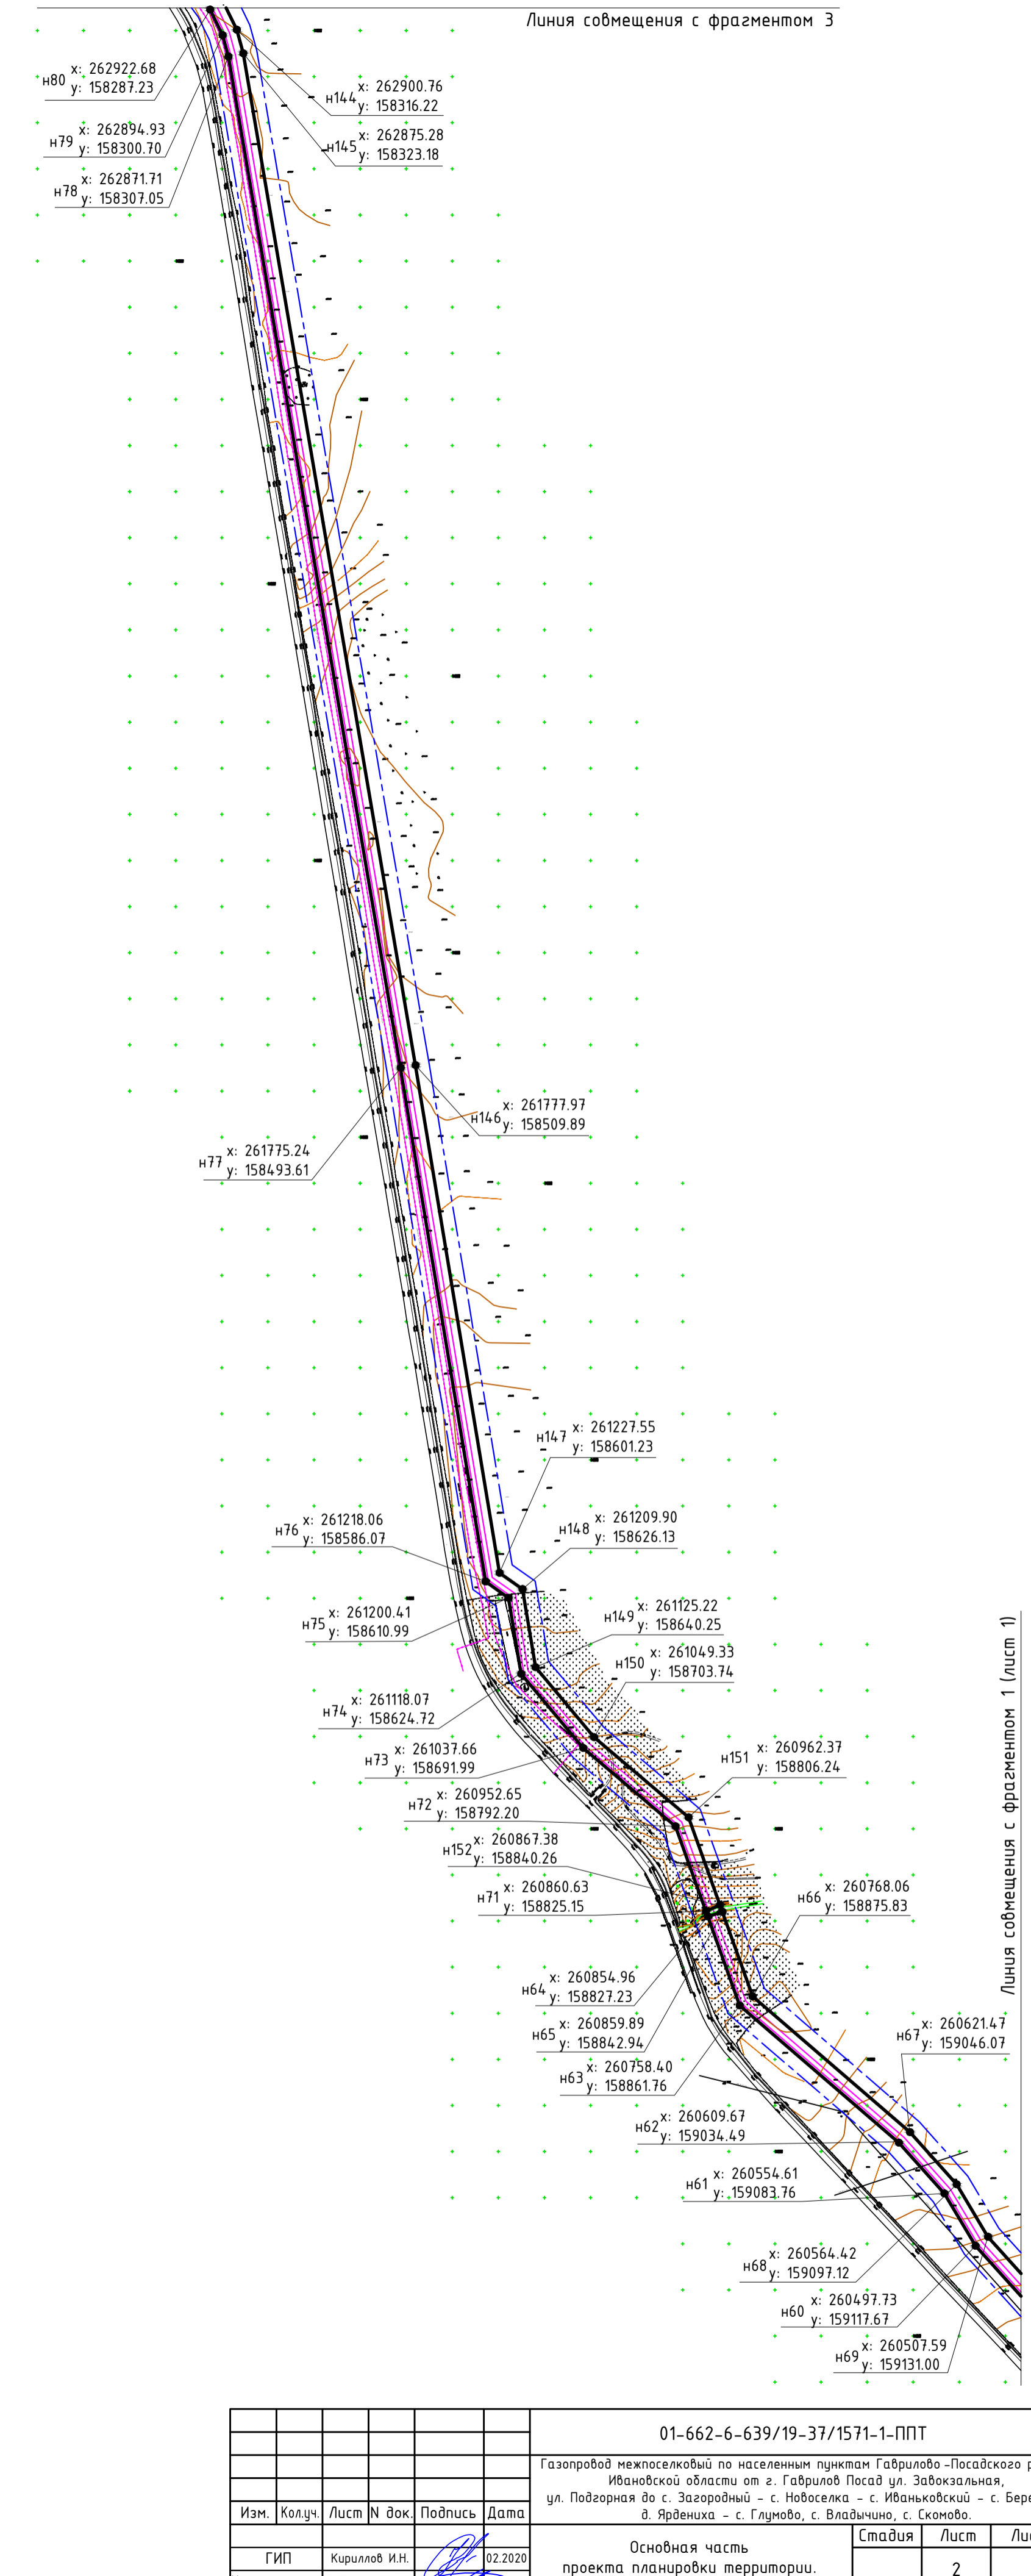 Линия совмещения с фрагментом 3
н80 x: 262922.68
y: 158287.23
н144 x: 262900.76
y: 158316.22
н79 x: 262894.93
y: 158300.70
н145 x: 262875.28
y: 158323.18
н78 x: 262871.71
y: 158307.05
н146 x: 261777.97
y: 158509.89
н77 x: 261775.24
y: 158493.61
н147 x: 261227.55
y: 158601.23
н76 x: 261218.06
y: 158586.07
н148 x: 261209.90
y: 158626.13
н75 x: 261200.41
y: 158610.99
н149 x: 261125.22
y: 158640.25
н150 x: 261049.33
y: 158703.74
н74 x: 261118.07
y: 158624.72
н73 x: 261037.66
y: 158691.99
н151 x: 260962.37
y: 158806.24
н72 x: 260952.65
y: 158792.20
н152 x: 260867.38
y: 158840.26
н71 x: 260860.63
y: 158825.15
н66 x: 260768.06
y: 158875.83
н64 x: 260854.96
y: 158827.23
н65 x: 260859.89
y: 158842.94
н67 x: 260621.47
y: 159046.07
н63 x: 260758.40
y: 158861.76
н62 x: 260609.67
y: 159034.49
н61 x: 260554.61
y: 159083.76
н68 x: 260564.42
y: 159097.12
н60 x: 260497.73
y: 159117.67
н69 x: 260507.59
y: 159131.00
Линия совмещения с фрагментом 1 (лист 1)
01-662-6-639/19-37/1571-1-ППТ
Газопровод межпоселковый по населенным пунктам Гаврилово-Посадского
Ивановской области от г. Гаврилов Посад ул. Завокзальная,
ул. Подгорная до с. Загородный - с. Новоселка - с. Иваньковский - с.
д. Ярдениха - с. Глумово, с. Владычино, с. Скомово.
Изм. Кол.уч. Лист N док. Подпись Дата
Основная часть
проекта планировки территории.
Стадия Лист
2
ГИП Кириллов И.Н. 02.2020